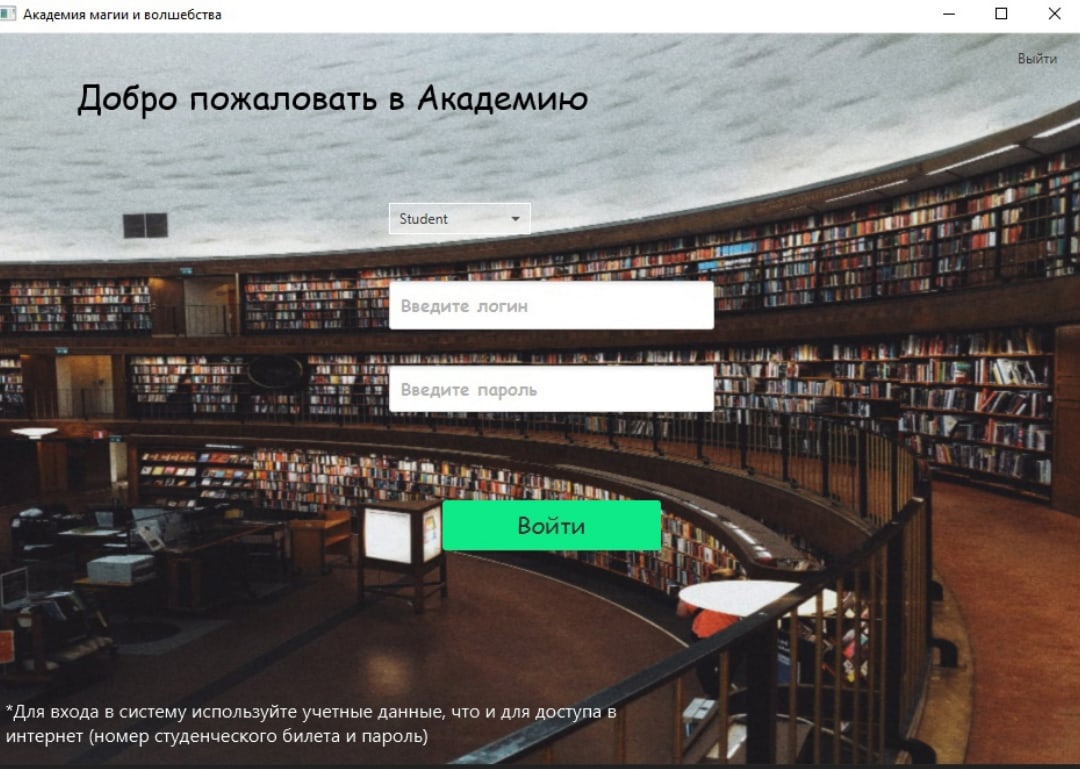 Академия магии и волшебства
Выйти
Добро пожаловать в Академию
Student
Введите логин
Введите пароль
Войти
*Для входа в систему используйте учетные данные, что и для доступа в
интернет (номер студенческого билета и пароль)